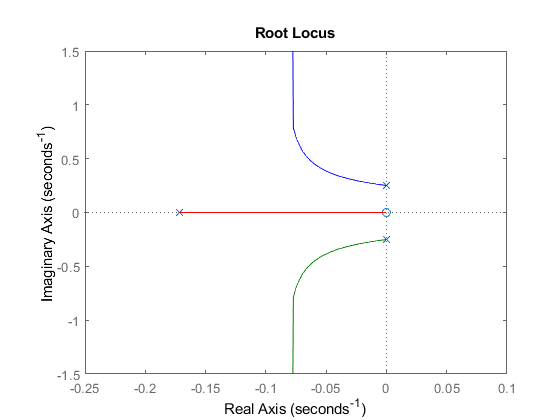 Root Locus
Imaginary Axis (seconds⁻¹)
1.5
1
0.5
0
-0.5
-1
-1.5
-0.25 -0.2 -0.15 -0.1 -0.05 0 0.05 0.1
Real Axis (seconds⁻¹)